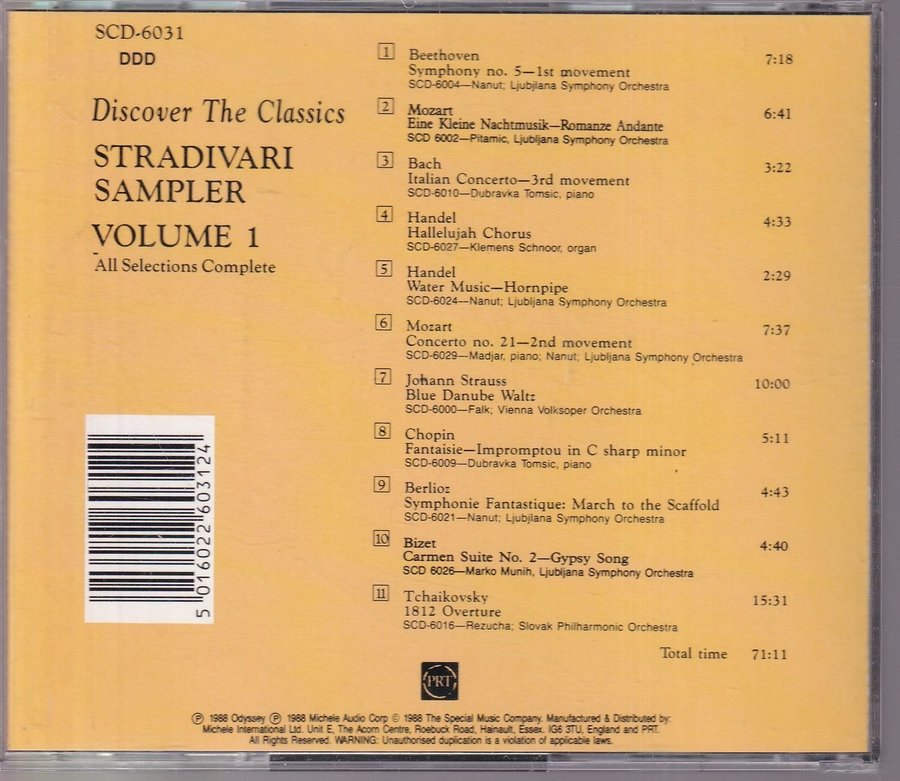 SCD-6031
DDD
Discover The Classics
STRADIVARI
SAMPLER
VOLUME 1
All Selections Complete
1 Beethoven 7:18
Symphony no. 5—1st movement
SCD-6004—Nanut; Ljubljana Symphony Orchestra
2 Mozart 6:41
Eine Kleine Nachtmusik—Romanze Andante
SCD 6002—Pitamic, Ljubljana Symphony Orchestra
3 Bach 3:22
Italian Concerto—3rd movement
SCD-6010—Dubravka Tomsic, piano
4 Handel 4:33
Hallelujah Chorus
SCD-6027—Klemens Schnoor, organ
5 Handel 2:29
Water Music—Hornpipe
SCD-6024—Nanut; Ljubljana Symphony Orchestra
6 Mozart 7:37
Concerto no. 21—2nd movement
SCD-6029—Madjar, piano; Nanut; Ljubljana Symphony Orchestra
7 Johann Strauss 10:00
Blue Danube Waltz
SCD-6000—Falk; Vienna Volksoper Orchestra
8 Chopin 5:11
Fantaisie—Impromptou in C sharp minor
SCD-6009—Dubravka Tomsic, piano
9 Berlioz 4:43
Symphonie Fantastique: March to the Scaffold
SCD-6021—Nanut; Ljubljana Symphony Orchestra
10 Bizet 4:40
Carmen Suite No. 2—Gypsy Song
SCD 6026—Marko Munih, Ljubljana Symphony Orchestra
11 Tchaikovsky 15:31
1812 Overture
SCD-6016—Rezucha; Slovak Philharmonic Orchestra
Total time 71:11
5 016022 603124
PRT
℗ 1988 Odyssey ℗ 1988 Michele Audio Corp © 1988 The Special Music Company. Manufactured & Distributed by:
Michele International Ltd. Unit E, The Acorn Centre, Roebuck Road, Hainault, Essex. IG6 3TU, England and PRT.
All Rights Reserved. WARNING: Unauthorised duplication is a violation of applicable laws.